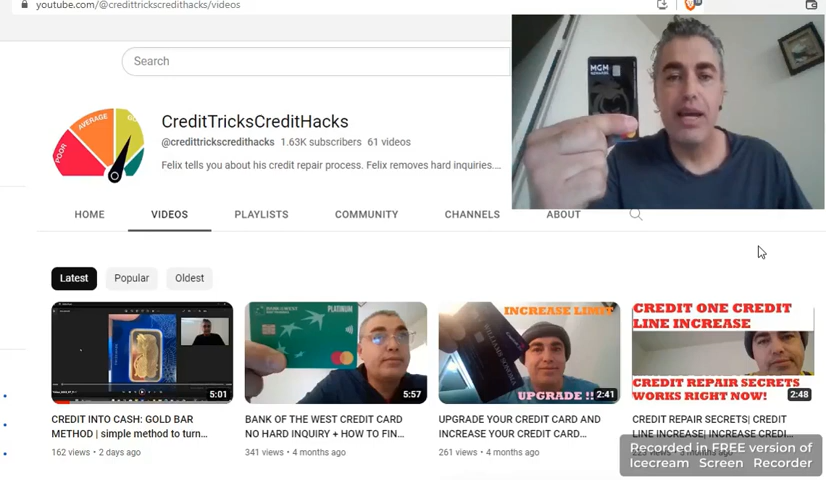 youtube.com/@credittrickscredithacks/videos
Search
MGM
REWARDS
POOR
AVERAGE
CreditTricksCreditHacks
@credittrickscredithacks 1.63K subscribers 61 videos
Felix tells you about his credit repair process. Felix removes hard inquiries....
HOME VIDEOS PLAYLISTS COMMUNITY CHANNELS ABOUT
Latest Popular Oldest
5:01
PLATINUM
5:57
INCREASE LIMIT
WILLIAMS SONOMA
UPGRADE !!
2:41
CREDIT ONE CREDIT
LINE INCREASE
CREDIT REPAIR SECRETS
WORKS RIGHT NOW!
2:48
CREDIT INTO CASH: GOLD BAR
METHOD | simple method to turn...
162 views • 2 days ago
BANK OF THE WEST CREDIT CARD
NO HARD INQUIRY + HOW TO FIN...
341 views • 4 months ago
UPGRADE YOUR CREDIT CARD AND
INCREASE YOUR CREDIT CARD...
261 views • 4 months ago
CREDIT REPAIR SECRETS| CREDIT
LINE INCREASE| INCREASE CREDI...
Recorded in FREE version of
Icecream Screen Recorder